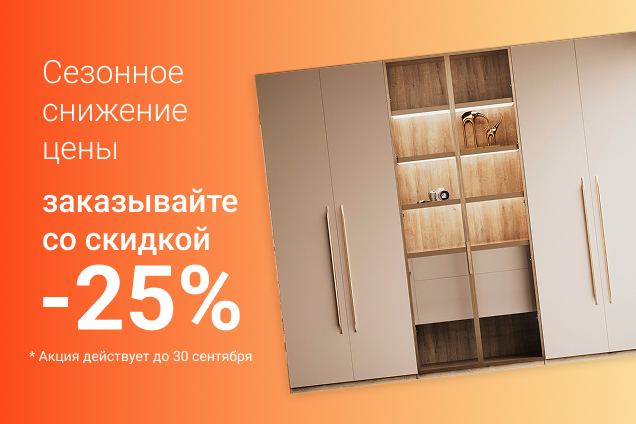 Сезонное
снижение
цены
заказывайте
со скидкой
-25%
* Акция действует до 30 сентября